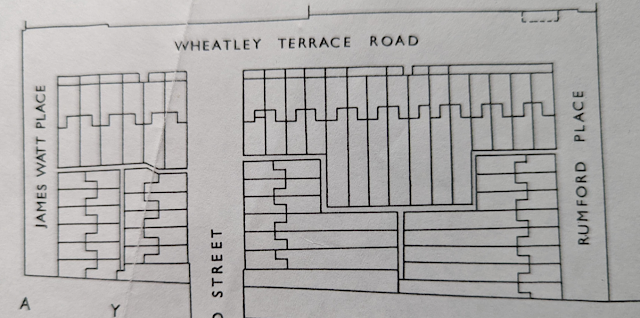 WHEATLEY TERRACE ROAD
JAMES WATT PLACE
STREET
RUMFORD PLACE
A
Y